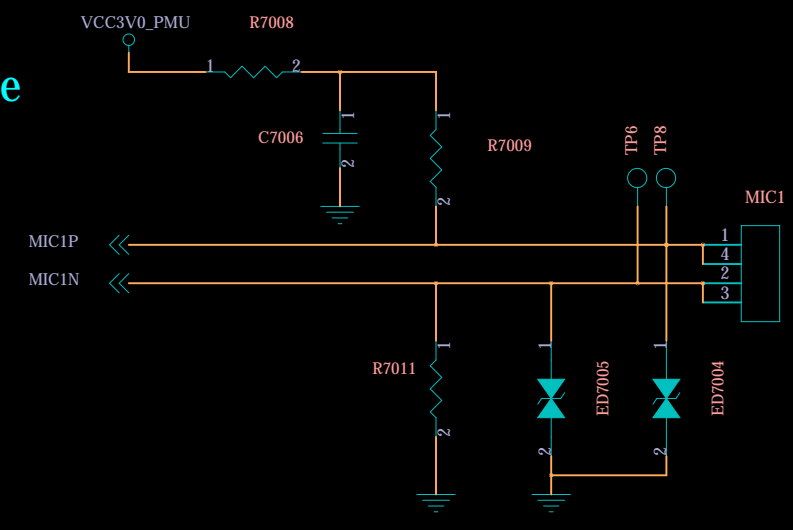 VCC3V0_PMU
R7008
1
2
e
1
C7006
2
1
R7009
2
TP6
TP8
MIC1
MIC1P
1
4
MIC1N
2
3
1
R7011
2
1
ED7005
2
1
ED7004
2